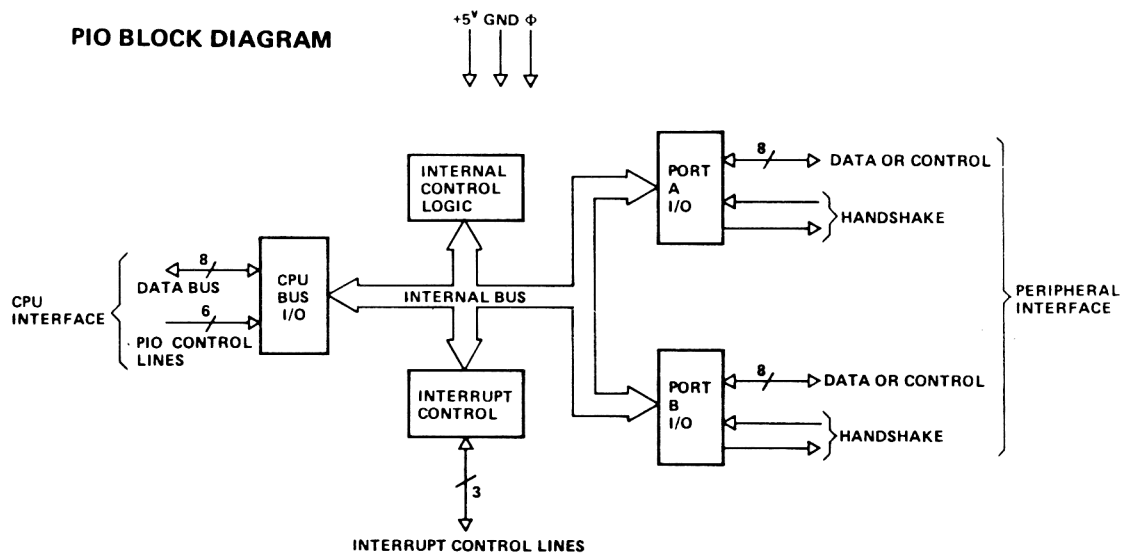 PIO BLOCK DIAGRAM
+5v GND Φ
INTERNAL
CONTROL
LOGIC
CPU
INTERFACE
8
DATA BUS
6
PIO CONTROL
LINES
CPU
BUS
I/O
INTERNAL BUS
INTERRUPT
CONTROL
3
INTERRUPT CONTROL LINES
PORT
A
I/O
8
DATA OR CONTROL
HANDSHAKE
PORT
B
I/O
8
DATA OR CONTROL
HANDSHAKE
PERIPHERAL
INTERFACE